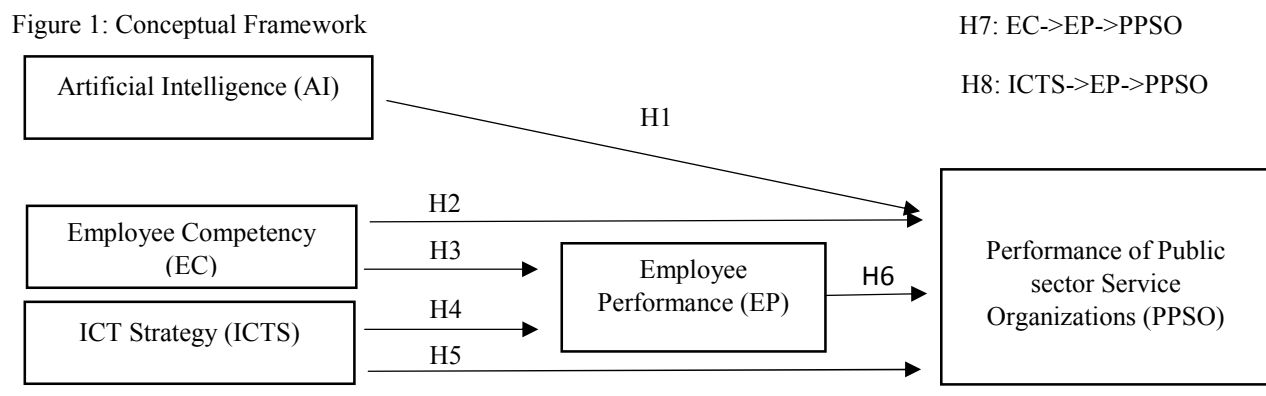 Figure 1: Conceptual Framework
H7: EC->EP->PPSO
H8: ICTS->EP->PPSO
Artificial Intelligence (AI)
H1
Employee Competency
(EC)
H2
H3
ICT Strategy (ICTS)
H4
H5
Employee
Performance (EP)
H6
Performance of Public
sector Service
Organizations (PPSO)